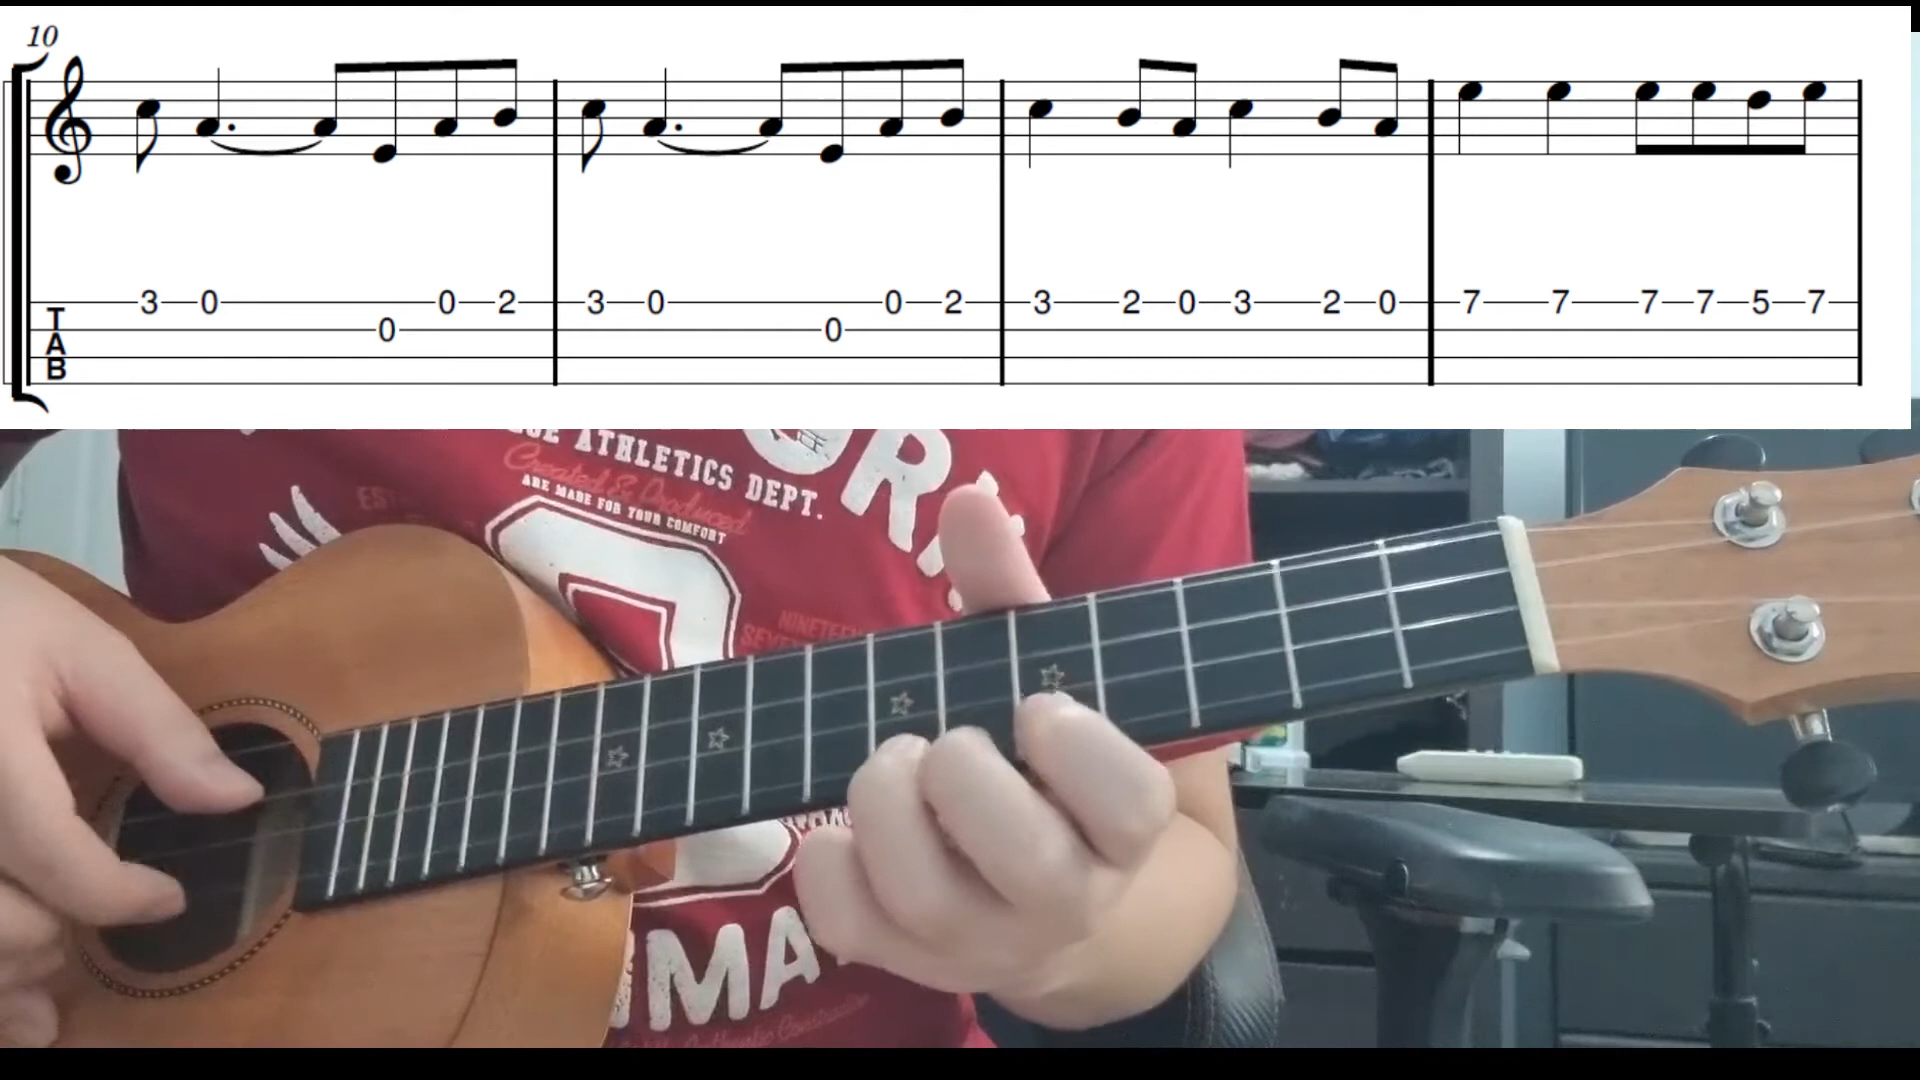 10
3 0 0 0 2 3 0 0 0 2 3 2 0 3 2 0 7 7 7 7 5 7
T
A
B
ATHLETICS DEPT.
Created & Produced
ARE MADE FOR YOUR COMFORT
NINETEEN